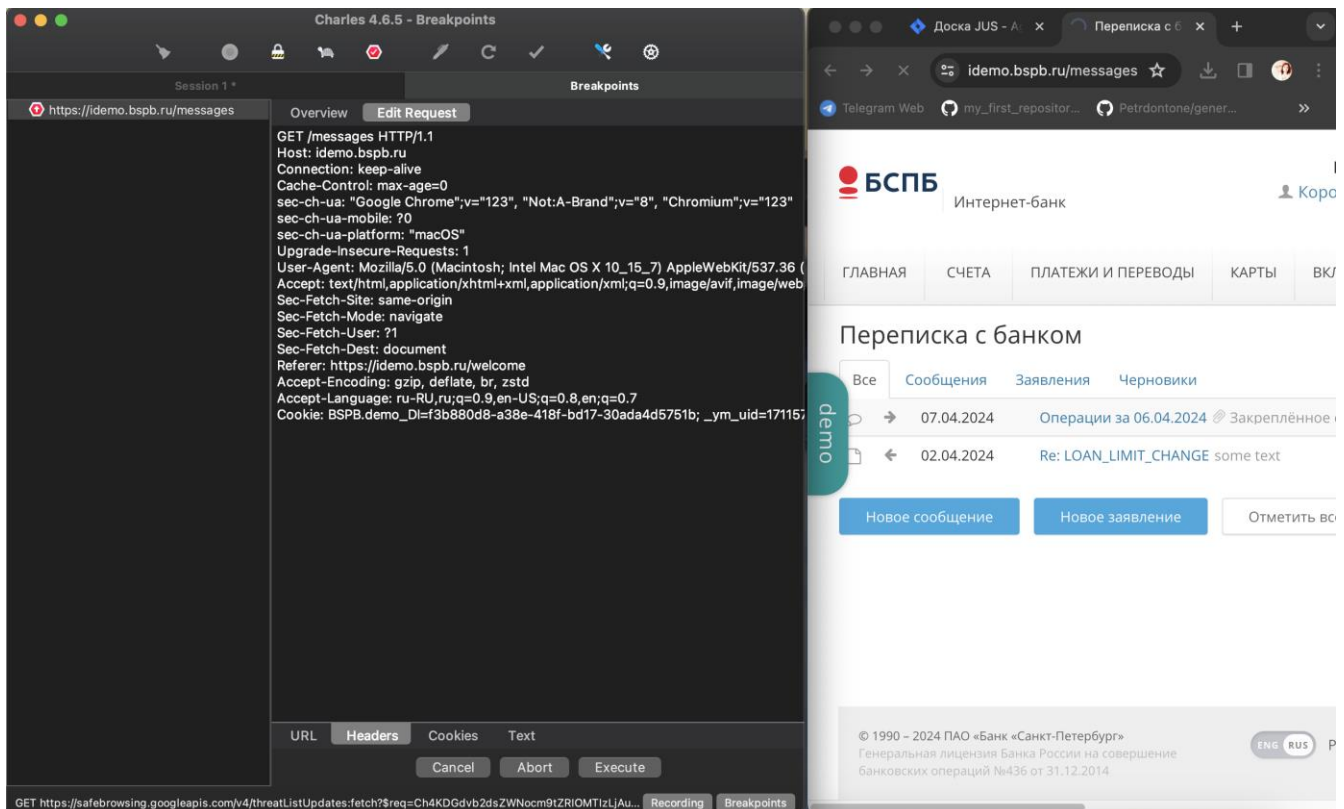 Charles 4.6.5 - Breakpoints
Session 1 *
Breakpoints
https://idemo.bspb.ru/messages
Overview
Edit Request
GET /messages HTTP/1.1
Host: idemo.bspb.ru
Connection: keep-alive
Cache-Control: max-age=0
sec-ch-ua: "Google Chrome";v="123", "Not:A-Brand";v="8", "Chromium";v="123"
sec-ch-ua-mobile: ?0
sec-ch-ua-platform: "macOS"
Upgrade-Insecure-Requests: 1
User-Agent: Mozilla/5.0 (Macintosh; Intel Mac OS X 10_15_7) AppleWebKit/537.36 (
Accept: text/html,application/xhtml+xml,application/xml;q=0.9,image/avif,image/web
Sec-Fetch-Site: same-origin
Sec-Fetch-Mode: navigate
Sec-Fetch-User: ?1
Sec-Fetch-Dest: document
Referer: https://idemo.bspb.ru/welcome
Accept-Encoding: gzip, deflate, br, zstd
Accept-Language: ru-RU,ru;q=0.9,en-US;q=0.8,en;q=0.7
Cookie: BSPB.demo_DI=f3b880d8-a38e-418f-bd17-30ada4d5751b; _ym_uid=171157
URL Headers Cookies Text
Cancel Abort Execute
GET https://safebrowsing.googleapis.com/v4/threatListUpdates:fetch?$req=Ch4KDGdvb2dsZWNocm9tZRIOMTIzLjAu... Recording Breakpoints
Доска JUS - A
Переписка с б
idemo.bspb.ru/messages
Telegram Web my_first_repositor... Petrdontone/gener... »
БСПБ
Интернет-банк
Коро
ГЛАВНАЯ СЧЕТА ПЛАТЕЖИ И ПЕРЕВОДЫ КАРТЫ ВКЛ
Переписка с банком
Все Сообщения Заявления Черновики
07.04.2024 Операции за 06.04.2024 Закреплённое
02.04.2024 Re: LOAN_LIMIT_CHANGE some text
demo
Новое сообщение Новое заявление Отметить все
© 1990 – 2024 ПАО «Банк «Санкт-Петербург»
Генеральная лицензия Банка России на совершение
банковских операций №436 от 31.12.2014
ENG RUS